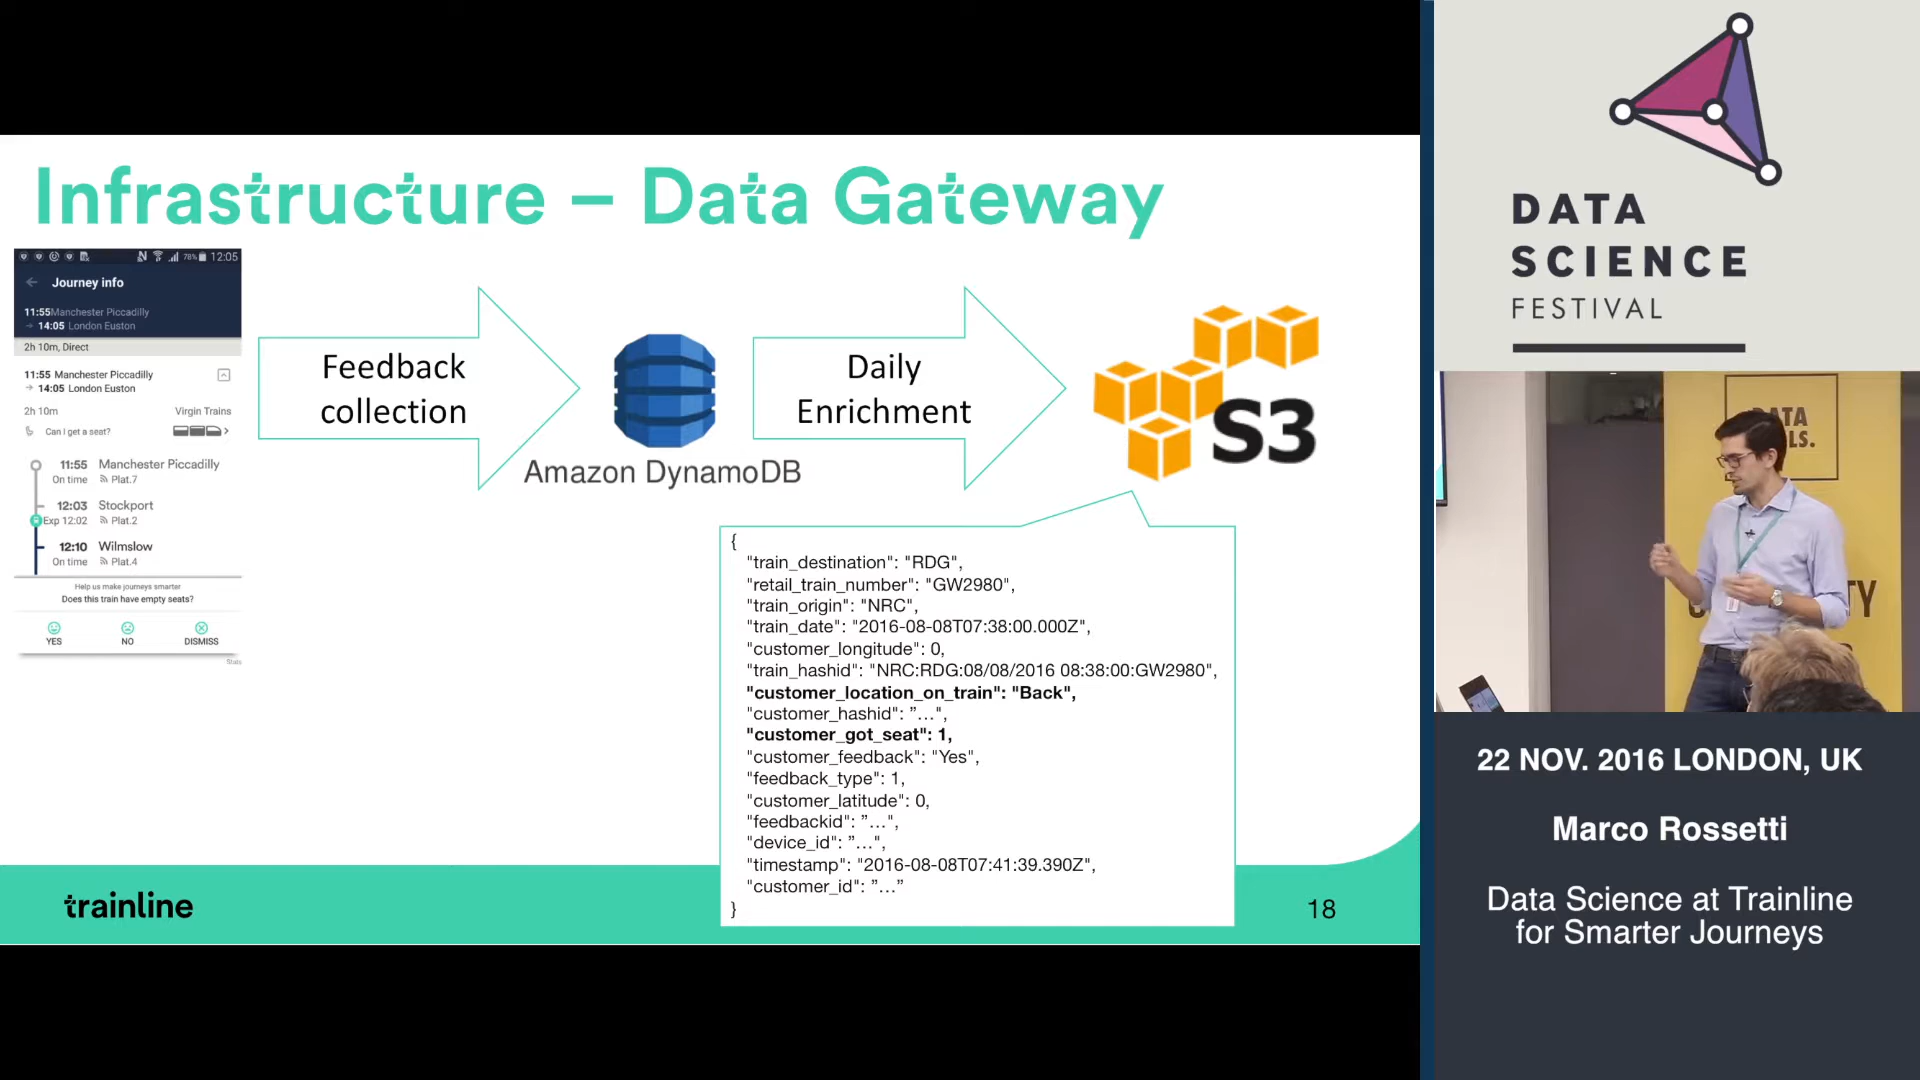 Infrastructure – Data Gateway
78% 12:05
Journey info
11:55 Manchester Piccadilly
→ 14:05 London Euston
2h 10m, Direct
11:55 Manchester Piccadilly
→ 14:05 London Euston
2h 10m Virgin Trains
Can I get a seat?
11:55 Manchester Piccadilly
On time Plat.7
12:03 Stockport
Exp 12:02 Plat.2
12:10 Wilmslow
On time Plat.4
Help us make journeys smarter
Does this train have empty seats?
YES NO DISMISS
Stats
Feedback
collection
Amazon DynamoDB
Daily
Enrichment
S3
{
"train_destination": "RDG",
"retail_train_number": "GW2980",
"train_origin": "NRC",
"train_date": "2016-08-08T07:38:00.000Z",
"customer_longitude": 0,
"train_hashid": "NRC:RDG:08/08/2016 08:38:00:GW2980",
"customer_location_on_train": "Back",
"customer_hashid": ”...",
"customer_got_seat": 1,
"customer_feedback": "Yes",
"feedback_type": 1,
"customer_latitude": 0,
"feedbackid": ”...",
"device_id": ”...",
"timestamp": "2016-08-08T07:41:39.390Z",
"customer_id": ”...”
}
trainline
18
DATA
SCIENCE
FESTIVAL
22 NOV. 2016 LONDON, UK
Marco Rossetti
Data Science at Trainline
for Smarter Journeys